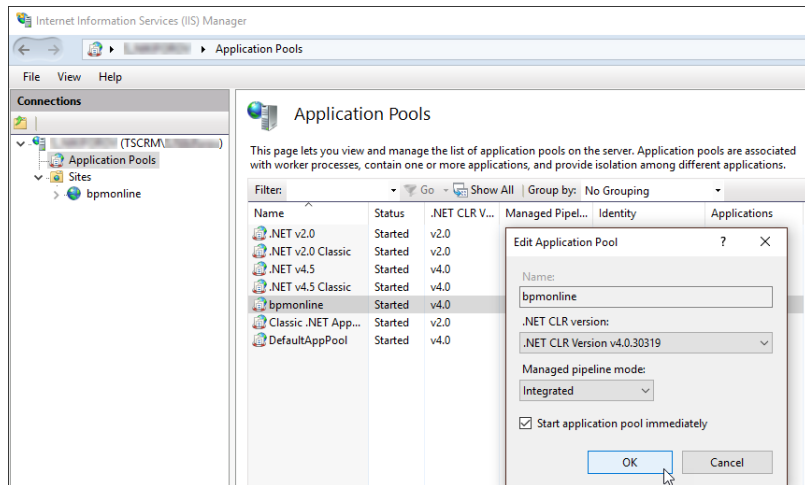 Internet Information Services (IIS) Manager
Application Pools
File View Help
Connections
(TSCRM\ )
Application Pools
Sites
bpmonline
Application Pools
This page lets you view and manage the list of application pools on the server. Application pools are associated
with worker processes, contain one or more applications, and provide isolation among different applications.
Filter: Go Show All Group by: No Grouping
Name Status .NET CLR V... Managed Pipel... Identity Applications
.NET v2.0 Started v2.0
.NET v2.0 Classic Started v2.0
.NET v4.5 Started v4.0
.NET v4.5 Classic Started v4.0
bpmonline Started v4.0
Classic .NET App... Started v2.0
DefaultAppPool Started v4.0
Edit Application Pool ? X
Name:
bpmonline
.NET CLR version:
.NET CLR Version v4.0.30319
Managed pipeline mode:
Integrated
Start application pool immediately
OK Cancel